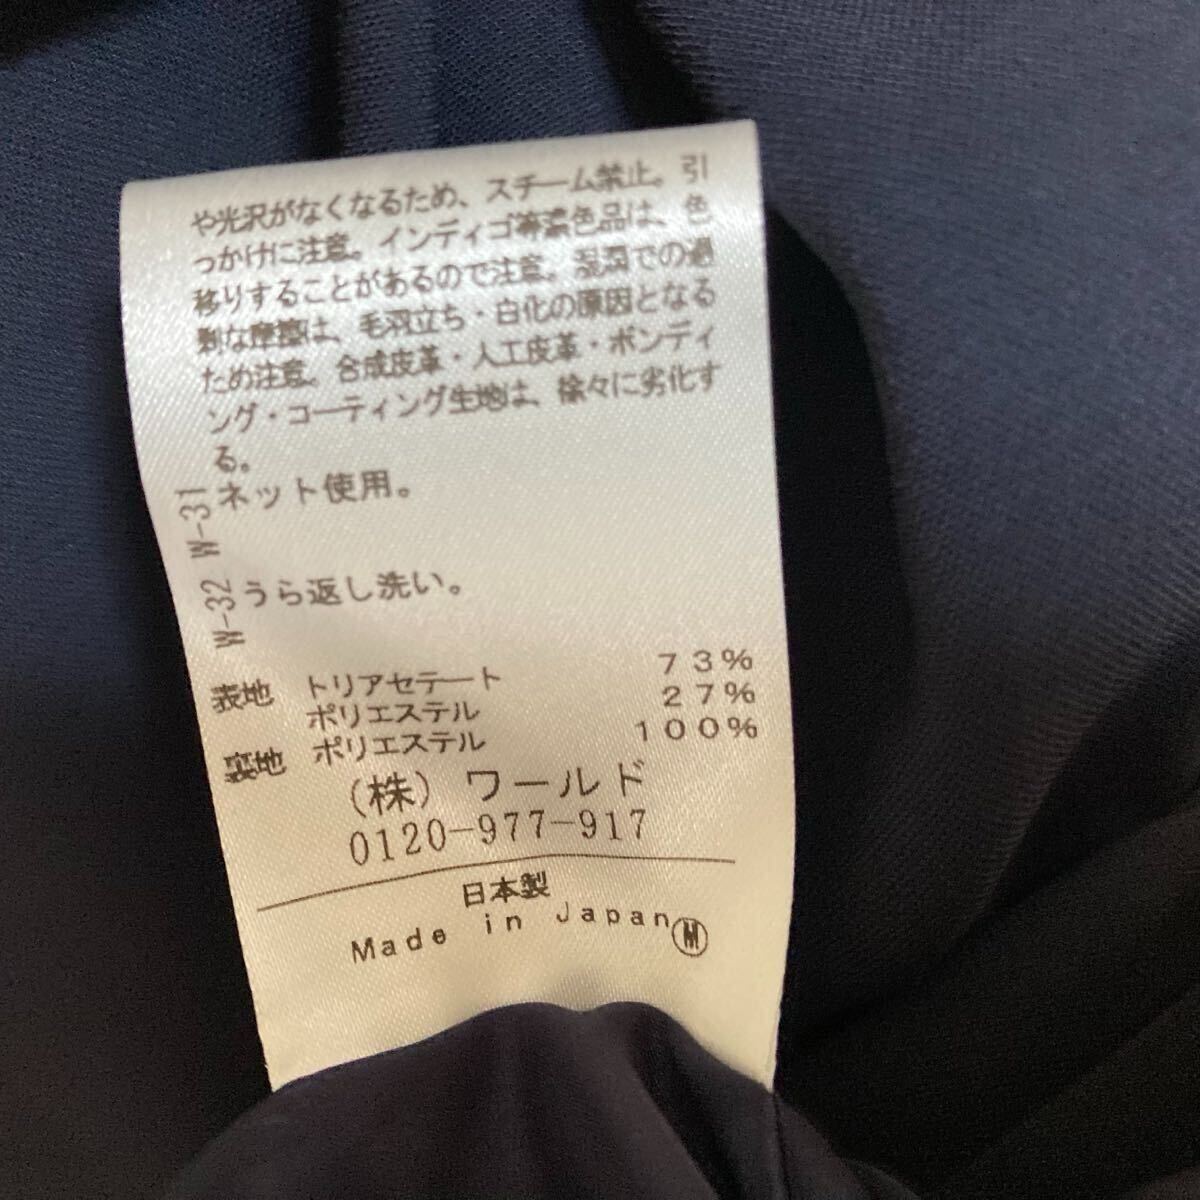 や光沢がなくなるため、スチーム禁止。引
っかけに注意。インディゴ等濃色品は、色
移りすることがあるので注意。湿潤での過
剰な摩擦は、毛羽立ち・白化の原因となる
ため注意。合成皮革・人工皮革・ボンディ
ング・コーティング生地は、徐々に劣化す
る。
W-31 ネット使用。
W-32 うら返し洗い。
表地 トリアセテート 73%
ポリエステル 27%
裏地 ポリエステル 100%
(株) ワールド
0120-977-917
日本製
Made in Japan Ⓜ